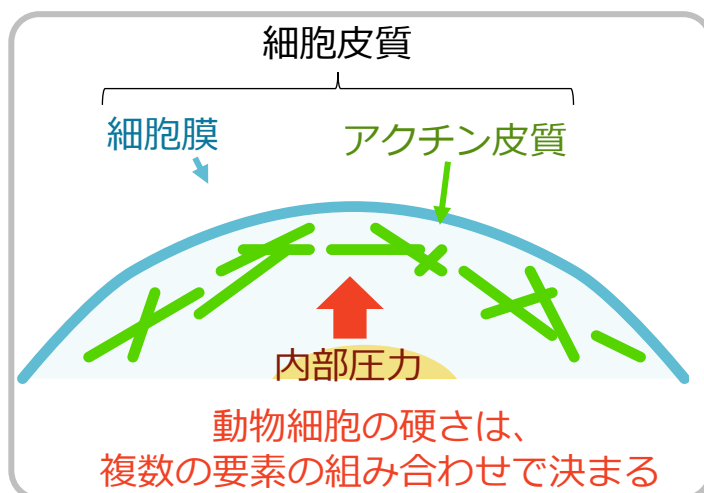 細胞皮質
細胞膜
アクチン皮質
内部圧力
動物細胞の硬さは、
複数の要素の組み合わせで決まる